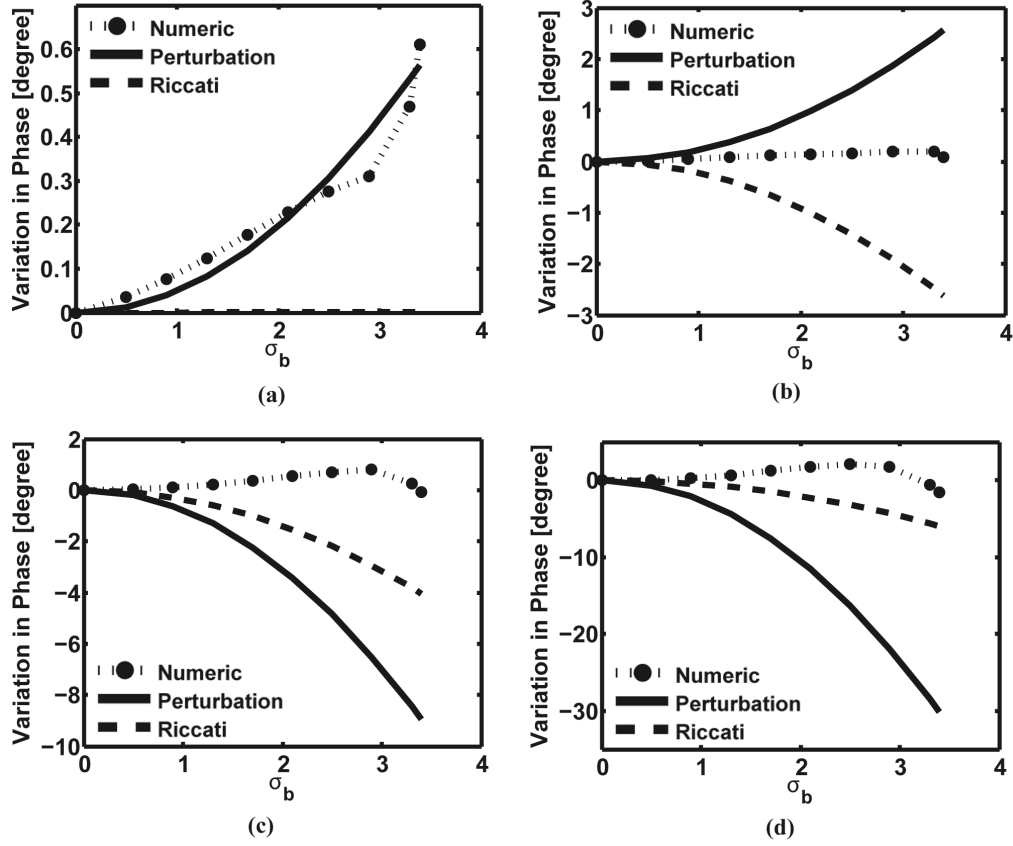 Variation in Phase [degree]
0.6
0.5
0.4
0.3
0.2
0.1
0
Numeric
Perturbation
Riccati
0 1 2 3 4
σb
(a)
Variation in Phase [degree]
3
2
1
0
−1
−2
−3
Numeric
Perturbation
Riccati
0 1 2 3 4
σb
(b)
Variation in Phase [degree]
2
0
−2
−4
−6
−8
−10
Numeric
Perturbation
Riccati
0 1 2 3 4
σb
(c)
Variation in Phase [degree]
0
−10
−20
−30
Numeric
Perturbation
Riccati
0 1 2 3 4
σb
(d)